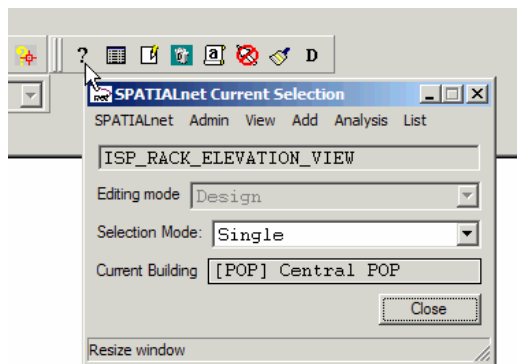 ? a D
SPATIALnet Current Selection
SPATIALnet Admin View Add Analysis List
ISP_RACK_ELEVATION_VIEW
Editing mode Design
Selection Mode: Single
Current Building [POP] Central POP
Close
Resize window